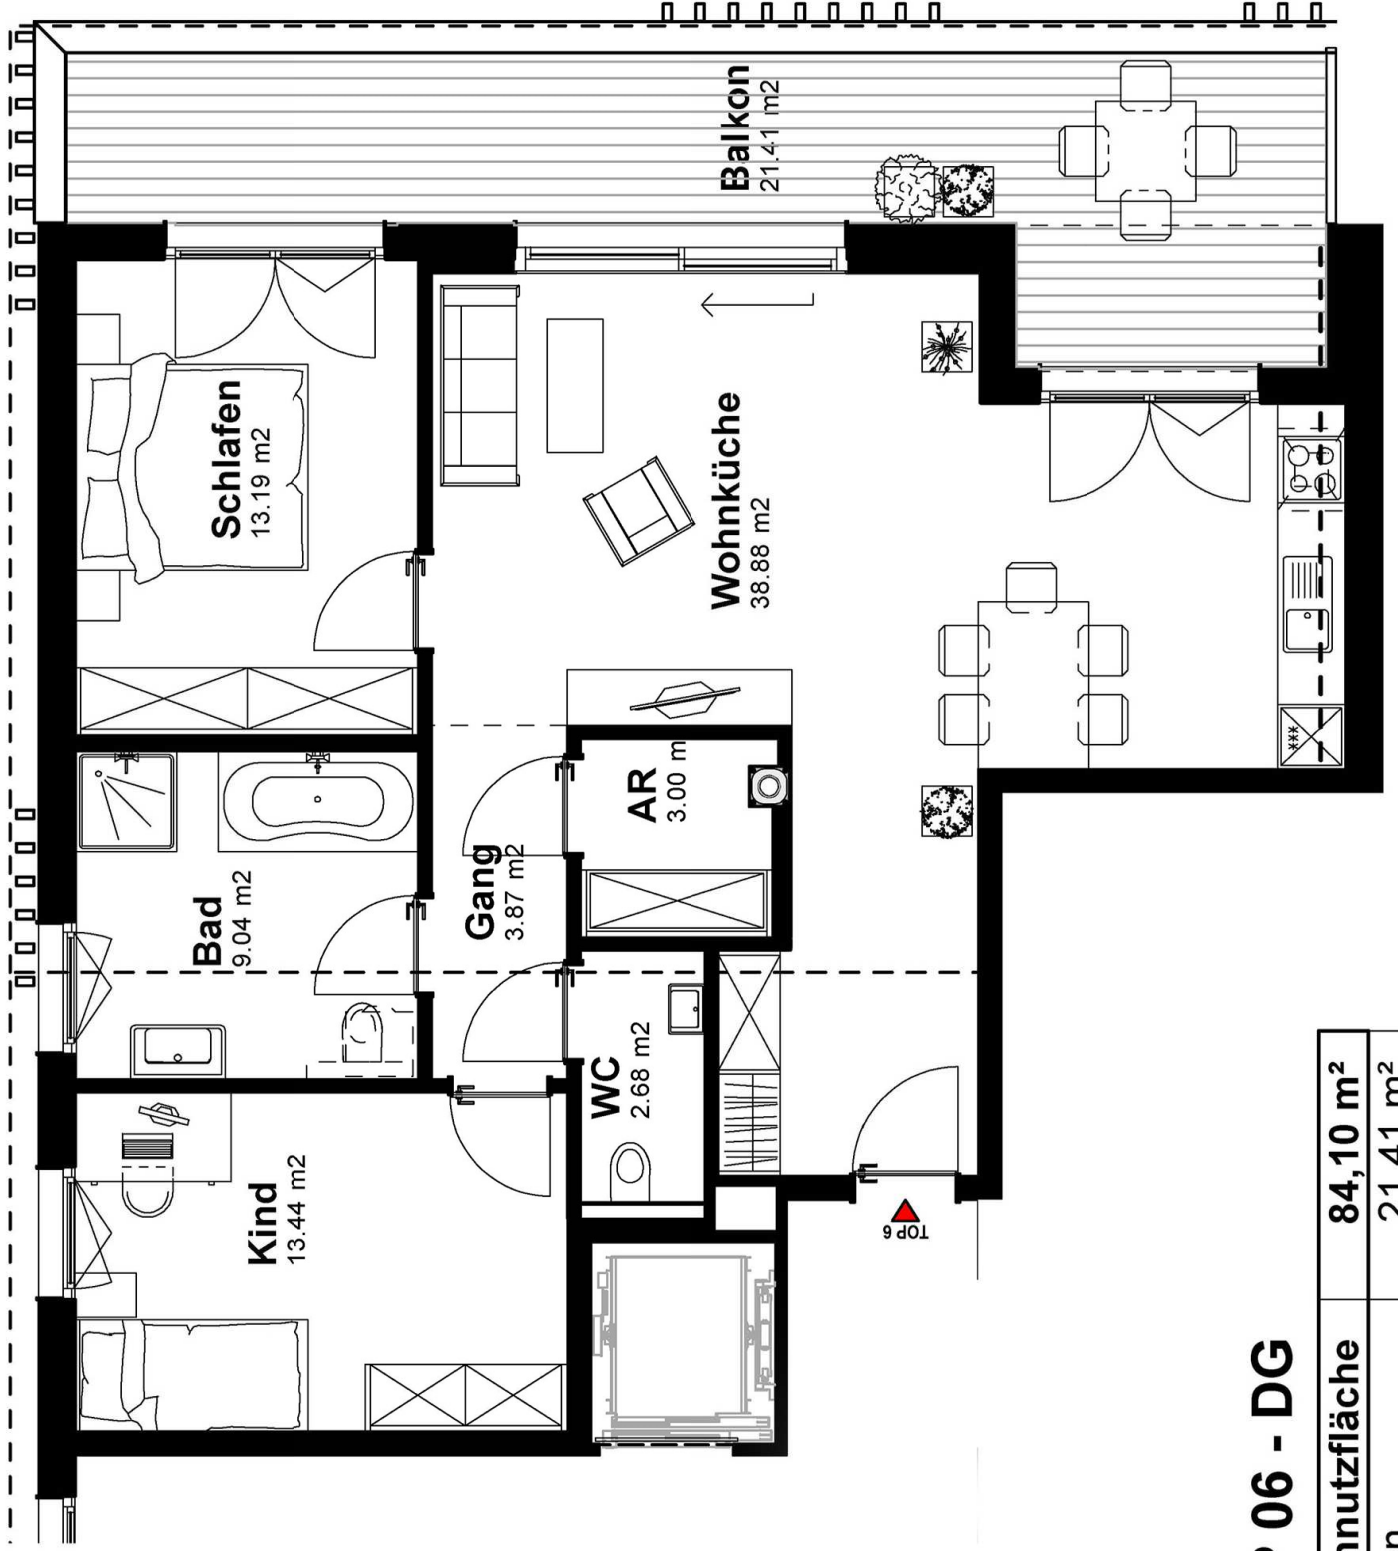 Balkon
21.41 m2
Schlafen
13.19 m2
Wohnküche
38.88 m2
AR
3.00 m
Gang
3.87 m2
Bad
9.04 m2
WC
2.68 m2
Kind
13.44 m2
TOP 6
06 - DG
nnutzfläche
84,10 m²
21,41 m²